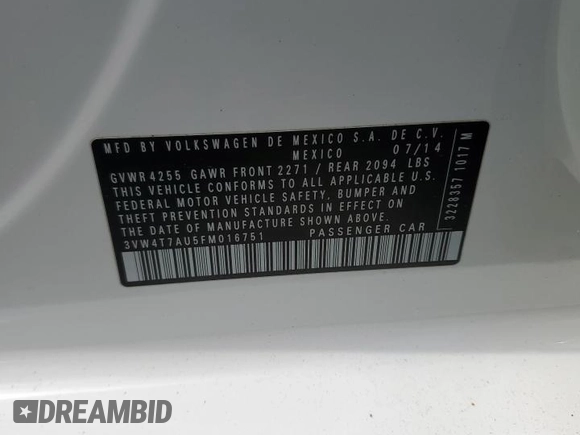 MFD BY VOLKSWAGEN DE MEXICO S.A. DE C.V.
MEXICO 07/14
GVWR 4255 GAWR FRONT 2271 / REAR 2094 LBS
THIS VEHICLE CONFORMS TO ALL APPLICABLE U.S.
FEDERAL MOTOR VEHICLE SAFETY, BUMPER AND
THEFT PREVENTION STANDARDS IN EFFECT ON
THE DATE OF MANUFACTURE SHOWN ABOVE.
3VW4T7AU5FM016751 PASSENGER CAR
3228357 1017 M
DREAMBID